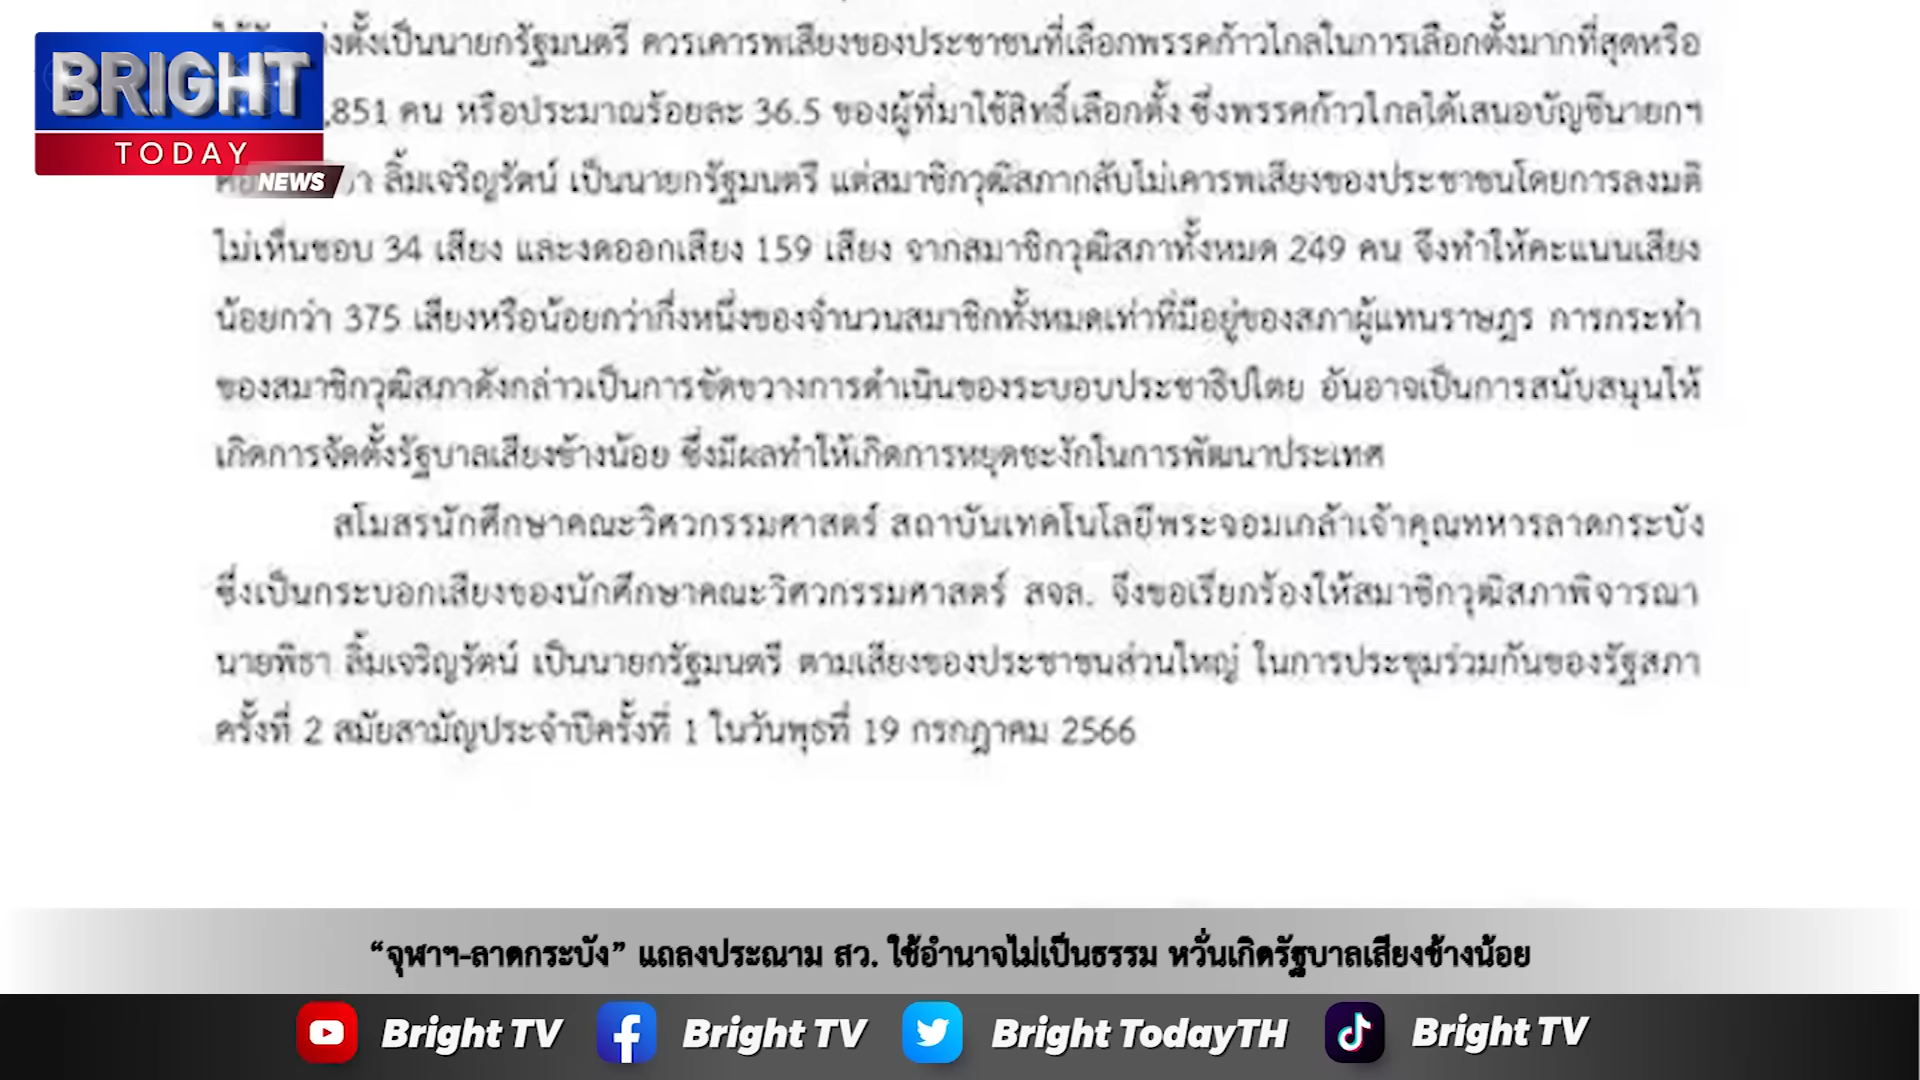 BRIGHT
TODAY
NEWS
ตั้งเป็นนายกรัฐมนตรี ควรเคารพเสียงของประชาชนที่เลือกพรรคก้าวไกลในการเลือกตั้งมากที่สุดหรือ
,851 คน หรือประมาณร้อยละ 36.5 ของผู้ที่มาใช้สิทธิ์เลือกตั้ง ซึ่งพรรคก้าวไกลได้เสนอบัญชีนายกฯ
ลิ้มเจริญรัตน์ เป็นนายกรัฐมนตรี แต่สมาชิกวุฒิสภากลับไม่เคารพเสียงของประชาชนโดยการลงมติ
ไม่เห็นชอบ 34 เสียง และงดออกเสียง 159 เสียง จากสมาชิกวุฒิสภาทั้งหมด 249 คน จึงทำให้คะแนนเสียง
น้อยกว่า 375 เสียงหรือน้อยกว่ากึ่งหนึ่งของจำนวนสมาชิกทั้งหมดเท่าที่มีอยู่ของสภาผู้แทนราษฎร การกระทำ
ของสมาชิกวุฒิสภาดังกล่าวเป็นการขัดขวางการดำเนินของระบอบประชาธิปไตย อันอาจเป็นการสนับสนุนให้
เกิดการจัดตั้งรัฐบาลเสียงข้างน้อย ซึ่งมีผลทำให้เกิดการหยุดชะงักในการพัฒนาประเทศ
สโมสรนักศึกษาคณะวิศวกรรมศาสตร์ สถาบันเทคโนโลยีพระจอมเกล้าเจ้าคุณทหารลาดกระบัง
ซึ่งเป็นกระบอกเสียงของนักศึกษาคณะวิศวกรรมศาสตร์ สจล. จึงขอเรียกร้องให้สมาชิกวุฒิสภาพิจารณา
นายพิธา ลิ้มเจริญรัตน์ เป็นนายกรัฐมนตรี ตามเสียงของประชาชนส่วนใหญ่ ในการประชุมร่วมกันของรัฐสภา
ครั้งที่ 2 สมัยสามัญประจำปีครั้งที่ 1 ในวันพุธที่ 19 กรกฎาคม 2566
“จุฬาฯ-ลาดกระบัง” แถลงประณาม สว. ใช้อำนาจไม่เป็นธรรม หวั่นเกิดรัฐบาลเสียงข้างน้อย
Bright TV Bright TV Bright TodayTH Bright TV